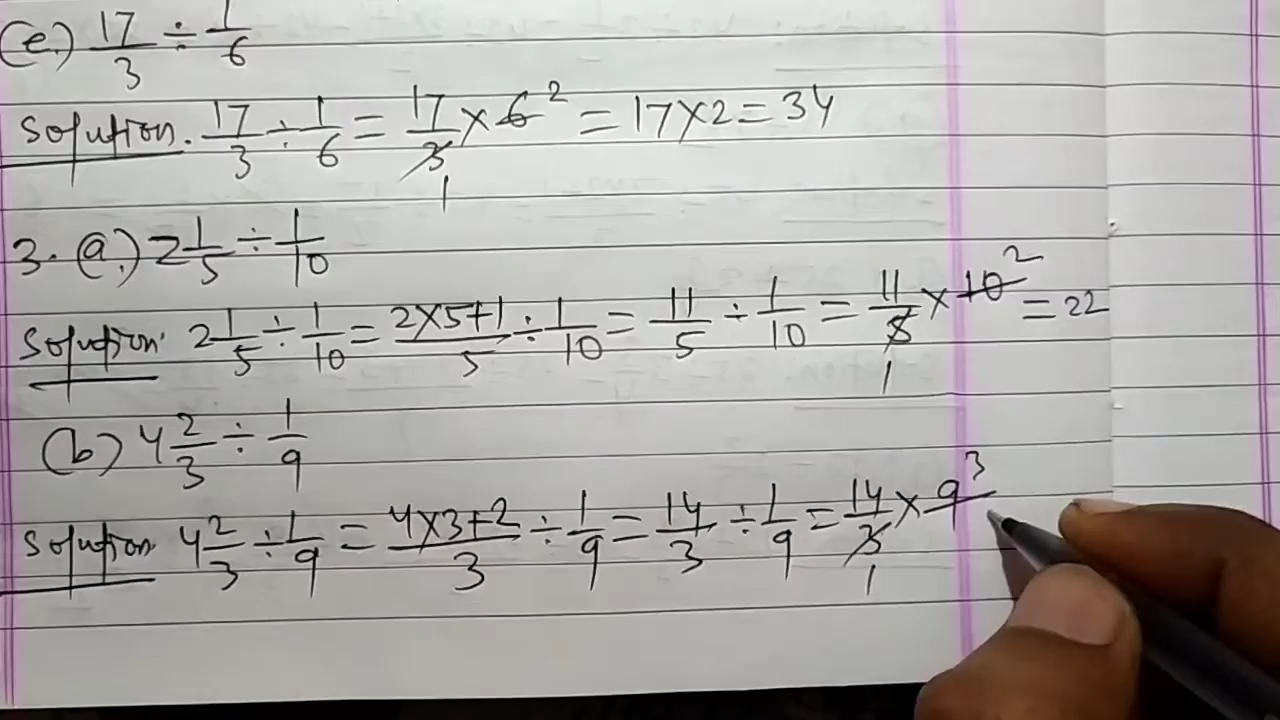 (e.) 17/3 ÷ 1/6
Solution. 17/3 ÷ 1/6 = 17/3 × 6 2 = 17×2 = 34
1
3. (a.) 2 1/5 ÷ 1/10
Solution. 2 1/5 ÷ 1/10 = 2×5+1/5 ÷ 1/10 = 11/5 ÷ 1/10 = 11/5 × 10 2 = 22
1
(b) 4 2/3 ÷ 1/9
Solution 4 2/3 ÷ 1/9 = 4×3+2/3 ÷ 1/9 = 14/3 ÷ 1/9 = 14/3 × 9 3
1